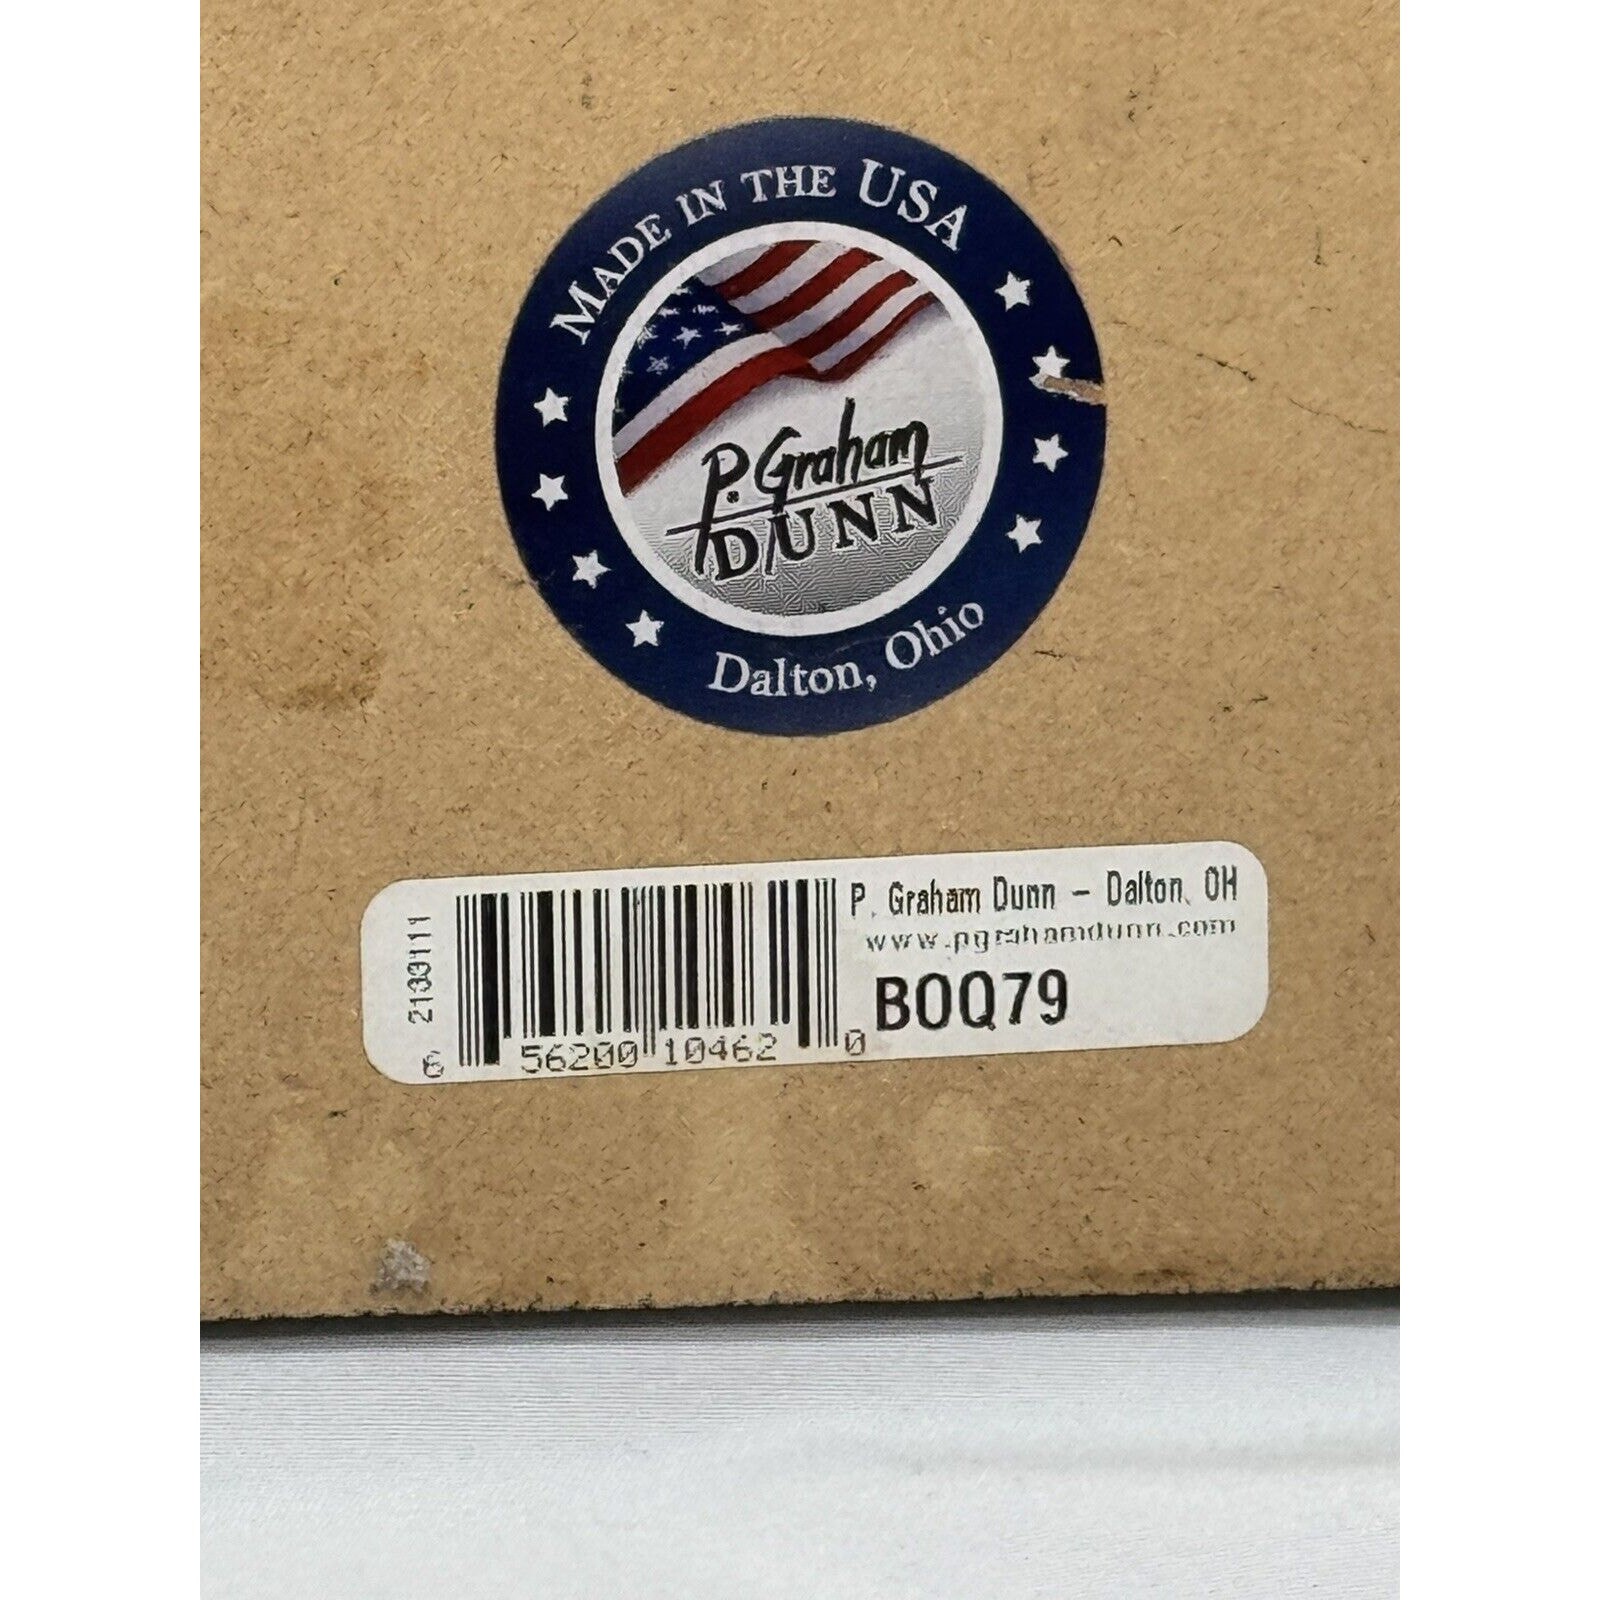 MADE IN THE USA
P. Graham
DUNN
Dalton, Ohio
2133111
P. Graham Dunn - Dalton, OH
www.pgrahamdunn.com
BOQ79
6 56200 10462 0